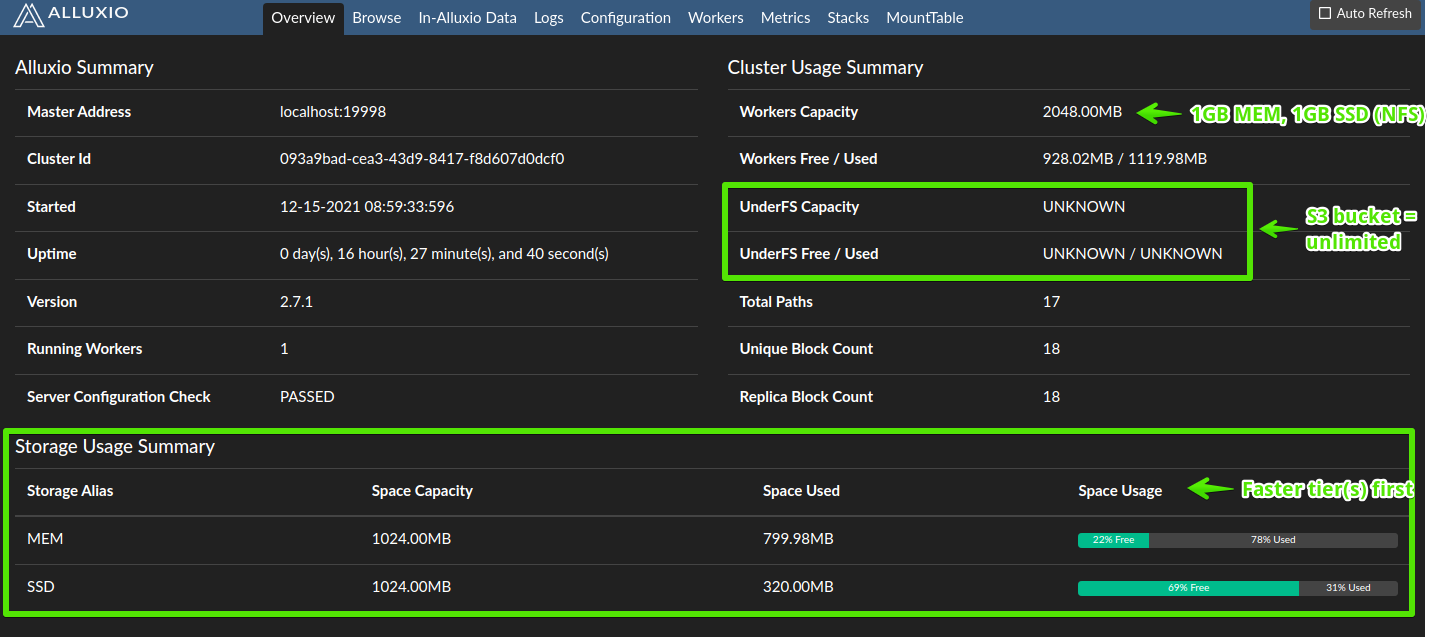 ALLUXIO
Overview Browse In-Alluxio Data Logs Configuration Workers Metrics Stacks MountTable
Auto Refresh
Alluxio Summary
Master Address localhost:19998
Cluster Id 093a9bad-cea3-43d9-8417-f8d607d0dcf0
Started 12-15-2021 08:59:33:596
Uptime 0 day(s), 16 hour(s), 27 minute(s), and 40 second(s)
Version 2.7.1
Running Workers 1
Server Configuration Check PASSED
Cluster Usage Summary
Workers Capacity 2048.00MB 1GB MEM, 1GB SSD (NFS)
Workers Free / Used 928.02MB / 1119.98MB
UnderFS Capacity UNKNOWN
UnderFS Free / Used UNKNOWN / UNKNOWN
S3 bucket =
unlimited
Total Paths 17
Unique Block Count 18
Replica Block Count 18
Storage Usage Summary
Storage Alias Space Capacity Space Used Space Usage Faster tier(s) first
MEM 1024.00MB 799.98MB 22% Free 78% Used
SSD 1024.00MB 320.00MB 69% Free 31% Used